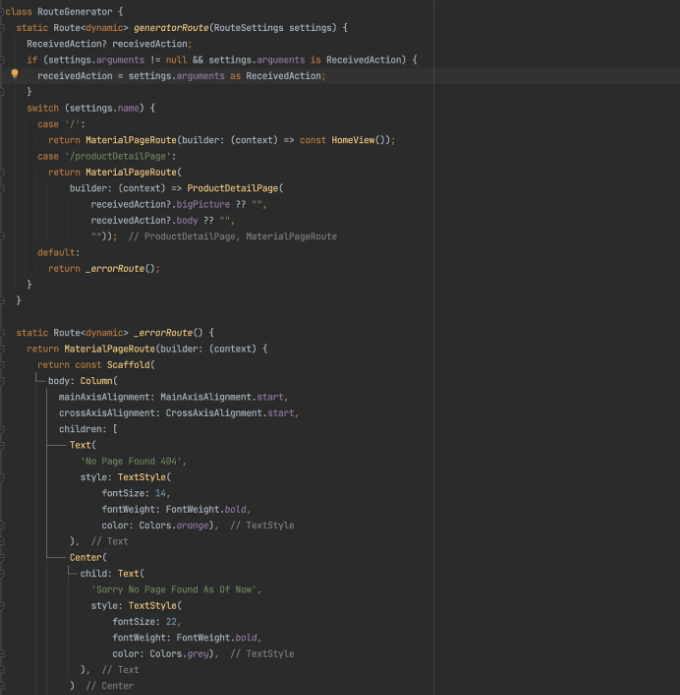 class RouteGenerator {
static Route<dynamic> generatorRoute(RouteSettings settings) {
ReceivedAction? receivedAction;
if (settings.arguments != null && settings.arguments is ReceivedAction) {
receivedAction = settings.arguments as ReceivedAction;
}
switch (settings.name) {
case '/':
return MaterialPageRoute(builder: (context) => const HomeView());
case '/productDetailPage':
return MaterialPageRoute(
builder: (context) => ProductDetailPage(
receivedAction?.bigPicture ?? "",
receivedAction?.body ?? "",
"")); // ProductDetailPage, MaterialPageRoute
default:
return _errorRoute();
}
}
static Route<dynamic> _errorRoute() {
return MaterialPageRoute(builder: (context) {
return const Scaffold(
body: Column(
mainAxisAlignment: MainAxisAlignment.start,
crossAxisAlignment: CrossAxisAlignment.start,
children: [
Text(
'No Page Found 404',
style: TextStyle(
fontSize: 14,
fontWeight: FontWeight.bold,
color: Colors.orange), // TextStyle
), // Text
Center(
child: Text(
'Sorry No Page Found As Of Now',
style: TextStyle(
fontSize: 22,
fontWeight: FontWeight.bold,
color: Colors.grey), // TextStyle
), // Text
) // Center